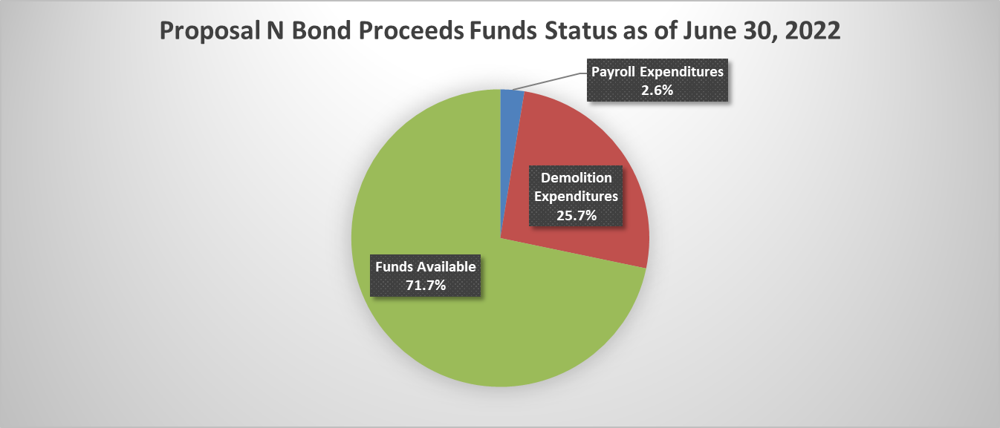 Proposal N Bond Proceeds Funds Status as of June 30, 2022
Payroll Expenditures
2.6%
Demolition
Expenditures
25.7%
Funds Available
71.7%